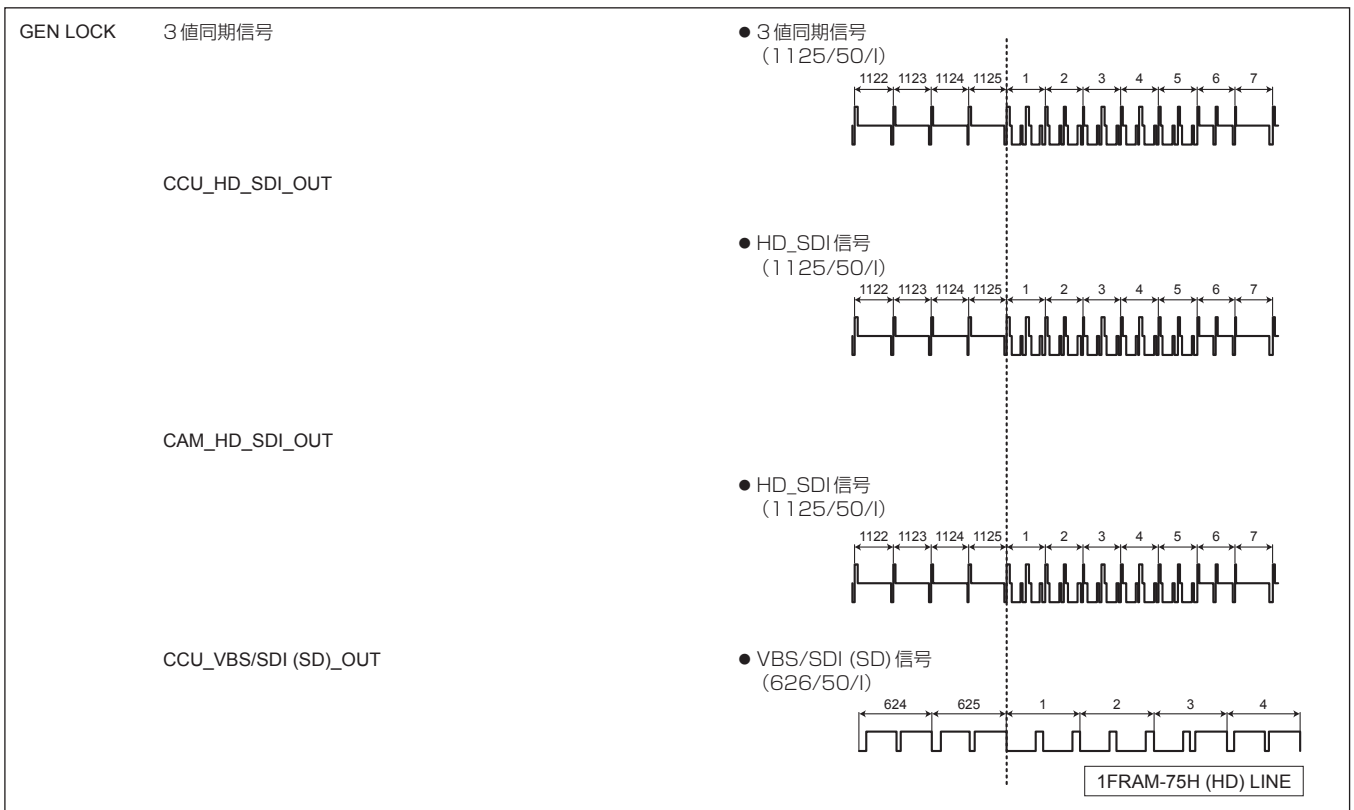 GEN LOCK 3値同期信号
● 3値同期信号
(1125/50/I)
1122 1123 1124 1125 1 2 3 4 5 6 7
CCU_HD_SDI_OUT
● HD_SDI信号
(1125/50/I)
1122 1123 1124 1125 1 2 3 4 5 6 7
CAM_HD_SDI_OUT
● HD_SDI信号
(1125/50/I)
1122 1123 1124 1125 1 2 3 4 5 6 7
CCU_VBS/SDI (SD)_OUT
● VBS/SDI (SD)信号
(626/50/I)
624 625 1 2 3 4
1FRAM-75H (HD) LINE